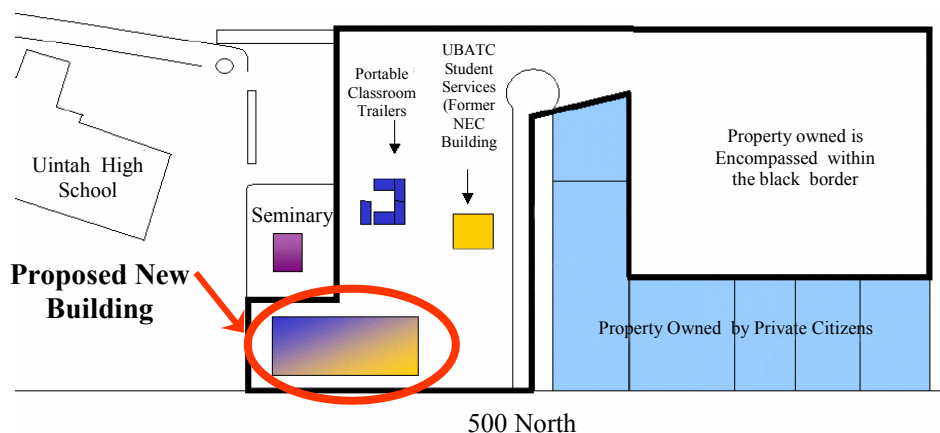 Uintah High
School
Portable
Classroom
Trailers
UBATC
Student
Services
(Former
NEC
Building
Property owned is
Encompassed within
the black border
Seminary
Proposed New
Building
Property Owned by Private Citizens
500 North